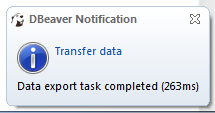 DBeaver Notification
Transfer data
Data export task completed (263ms)